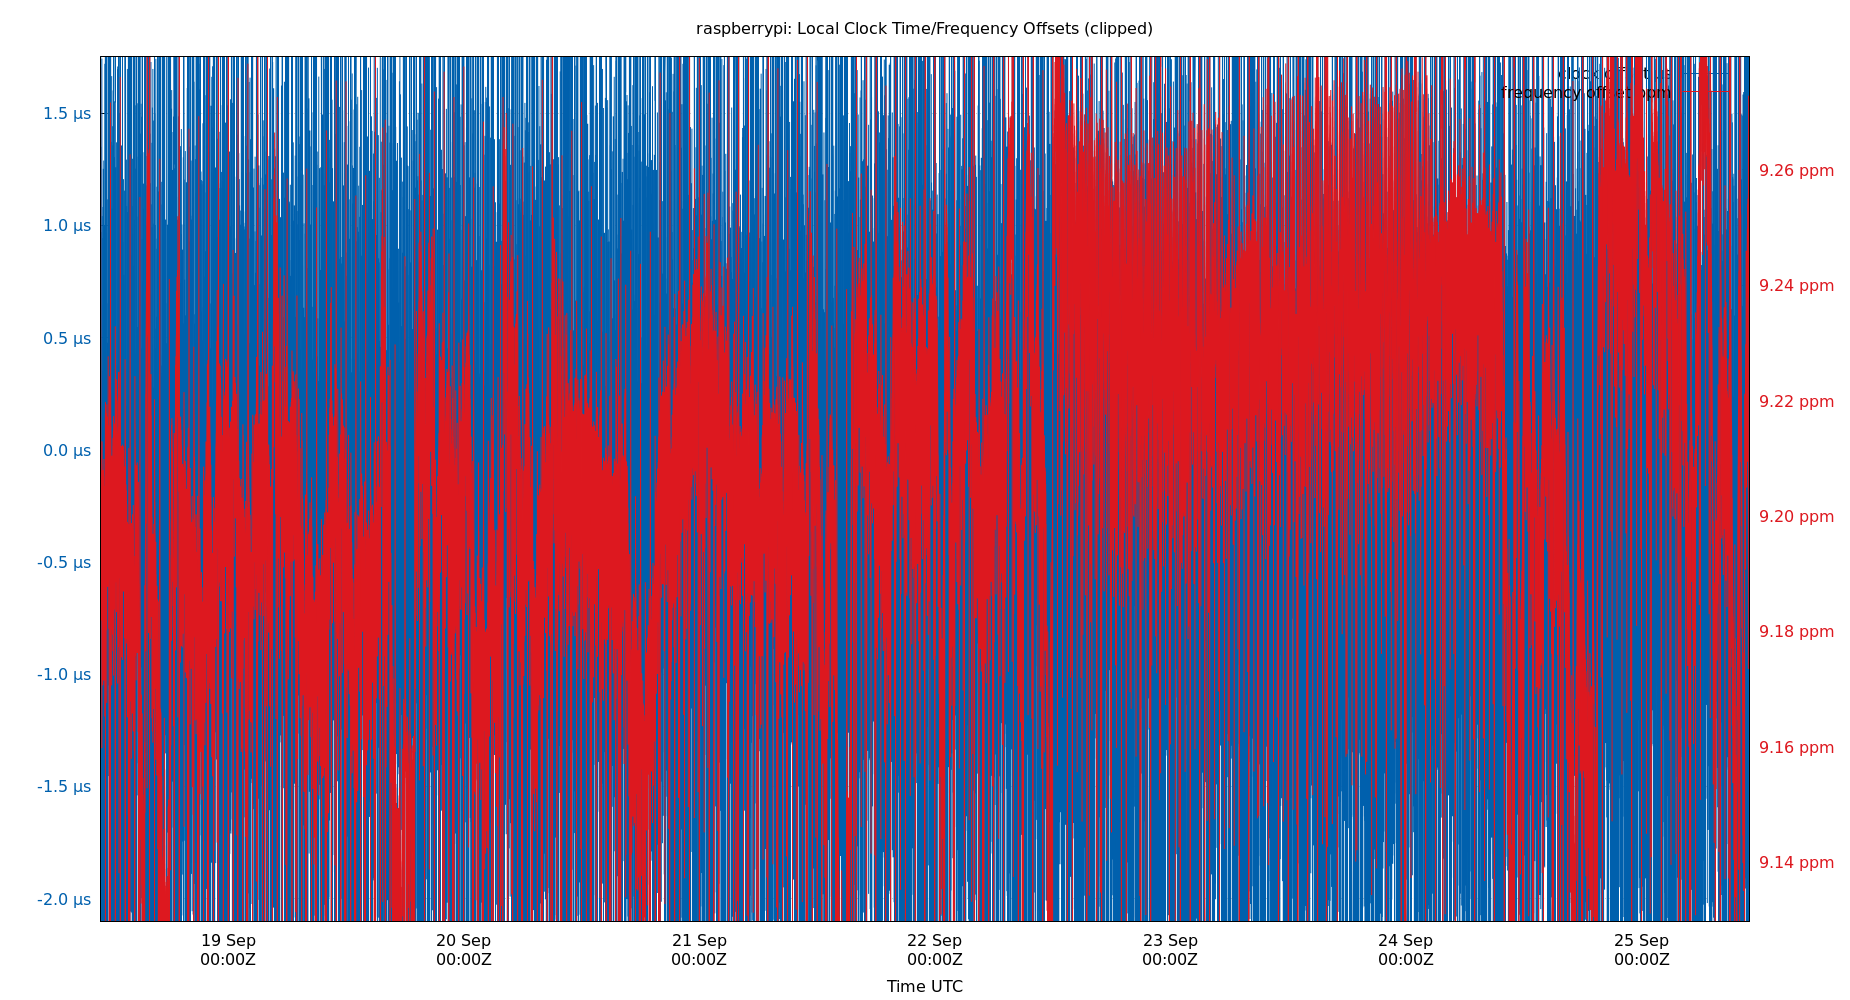 raspberrypi: Local Clock Time/Frequency Offsets (clipped)
frequency offset ppm
1.5 µs
1.0 µs
0.5 µs
0.0 µs
-0.5 µs
-1.0 µs
-1.5 µs
-2.0 µs
9.26 ppm
9.24 ppm
9.22 ppm
9.20 ppm
9.18 ppm
9.16 ppm
9.14 ppm
19 Sep 20 Sep 21 Sep 22 Sep 23 Sep 24 Sep 25 Sep
00:00Z 00:00Z 00:00Z 00:00Z 00:00Z 00:00Z 00:00Z
Time UTC